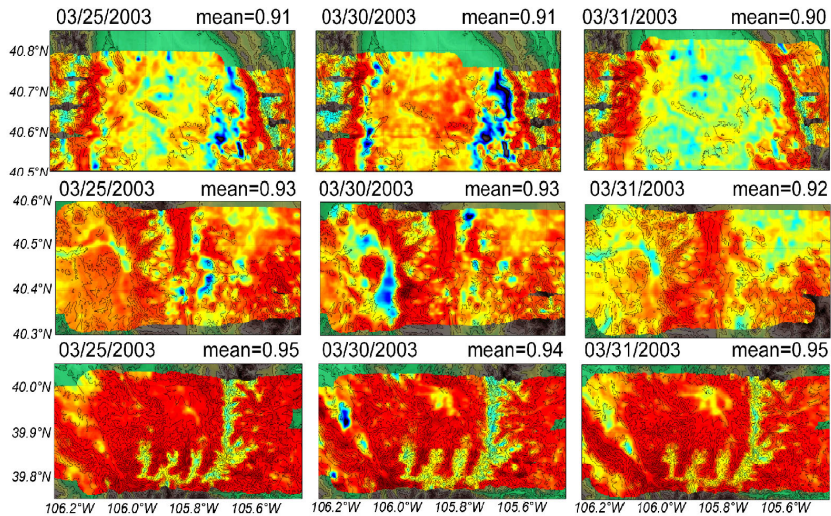 03/25/2003 mean=0.91 03/30/2003 mean=0.91 03/31/2003 mean=0.90
40.8°N
40.7°N
40.6°N
40.5°N
03/25/2003 mean=0.93 03/30/2003 mean=0.93 03/31/2003 mean=0.92
40.6°N
40.5°N
40.4°N
40.3°N
03/25/2003 mean=0.95 03/30/2003 mean=0.94 03/31/2003 mean=0.95
40.0°N
39.9°N
39.8°N
106.2°W 106.0°W 105.8°W 105.6°W 106.2°W 106.0°W 105.8°W 105.6°W 106.2°W 106.0°W 105.8°W 105.6°W